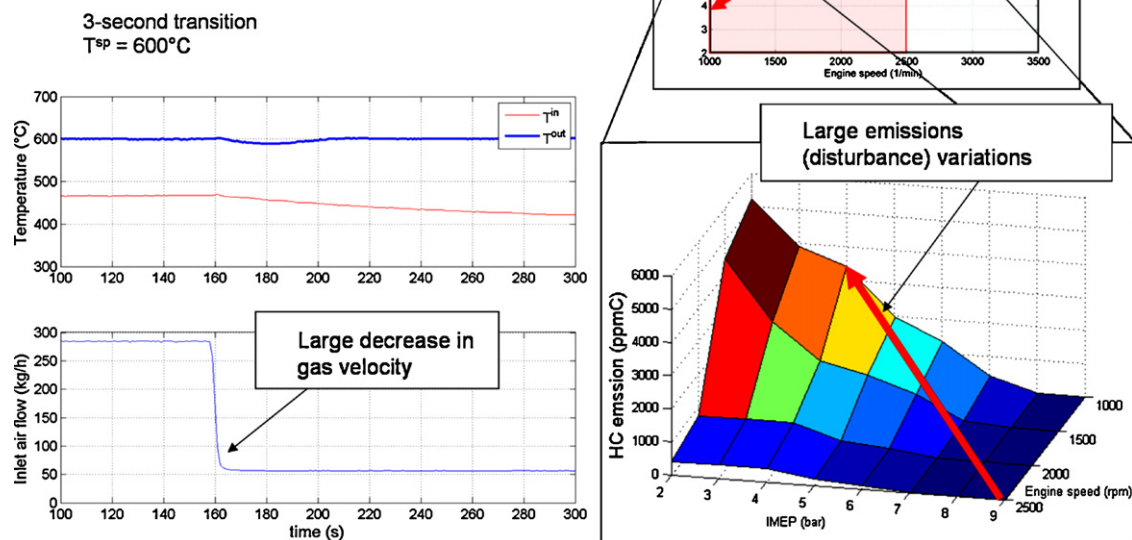 3-second transition
T^sp = 600°C
700
600
500
400
300
Temperature (°C)
T^in
T^out
100 120 140 160 180 200 220 240 260 280 300
300
250
200
150
100
50
0
Inlet air flow (kg/h)
Large decrease in
gas velocity
100 120 140 160 180 200 220 240 260 280 300
time (s)
4
3
2
1000 1500 2000 2500 3000 3500
Engine speed (1/min)
Large emissions
(disturbance) variations
6000
5000
4000
3000
2000
1000
0
HC emssion (ppmC)
2 3 4 5 6 7 8 9
IMEP (bar)
1000
1500
2000
2500
Engine speed (rpm)